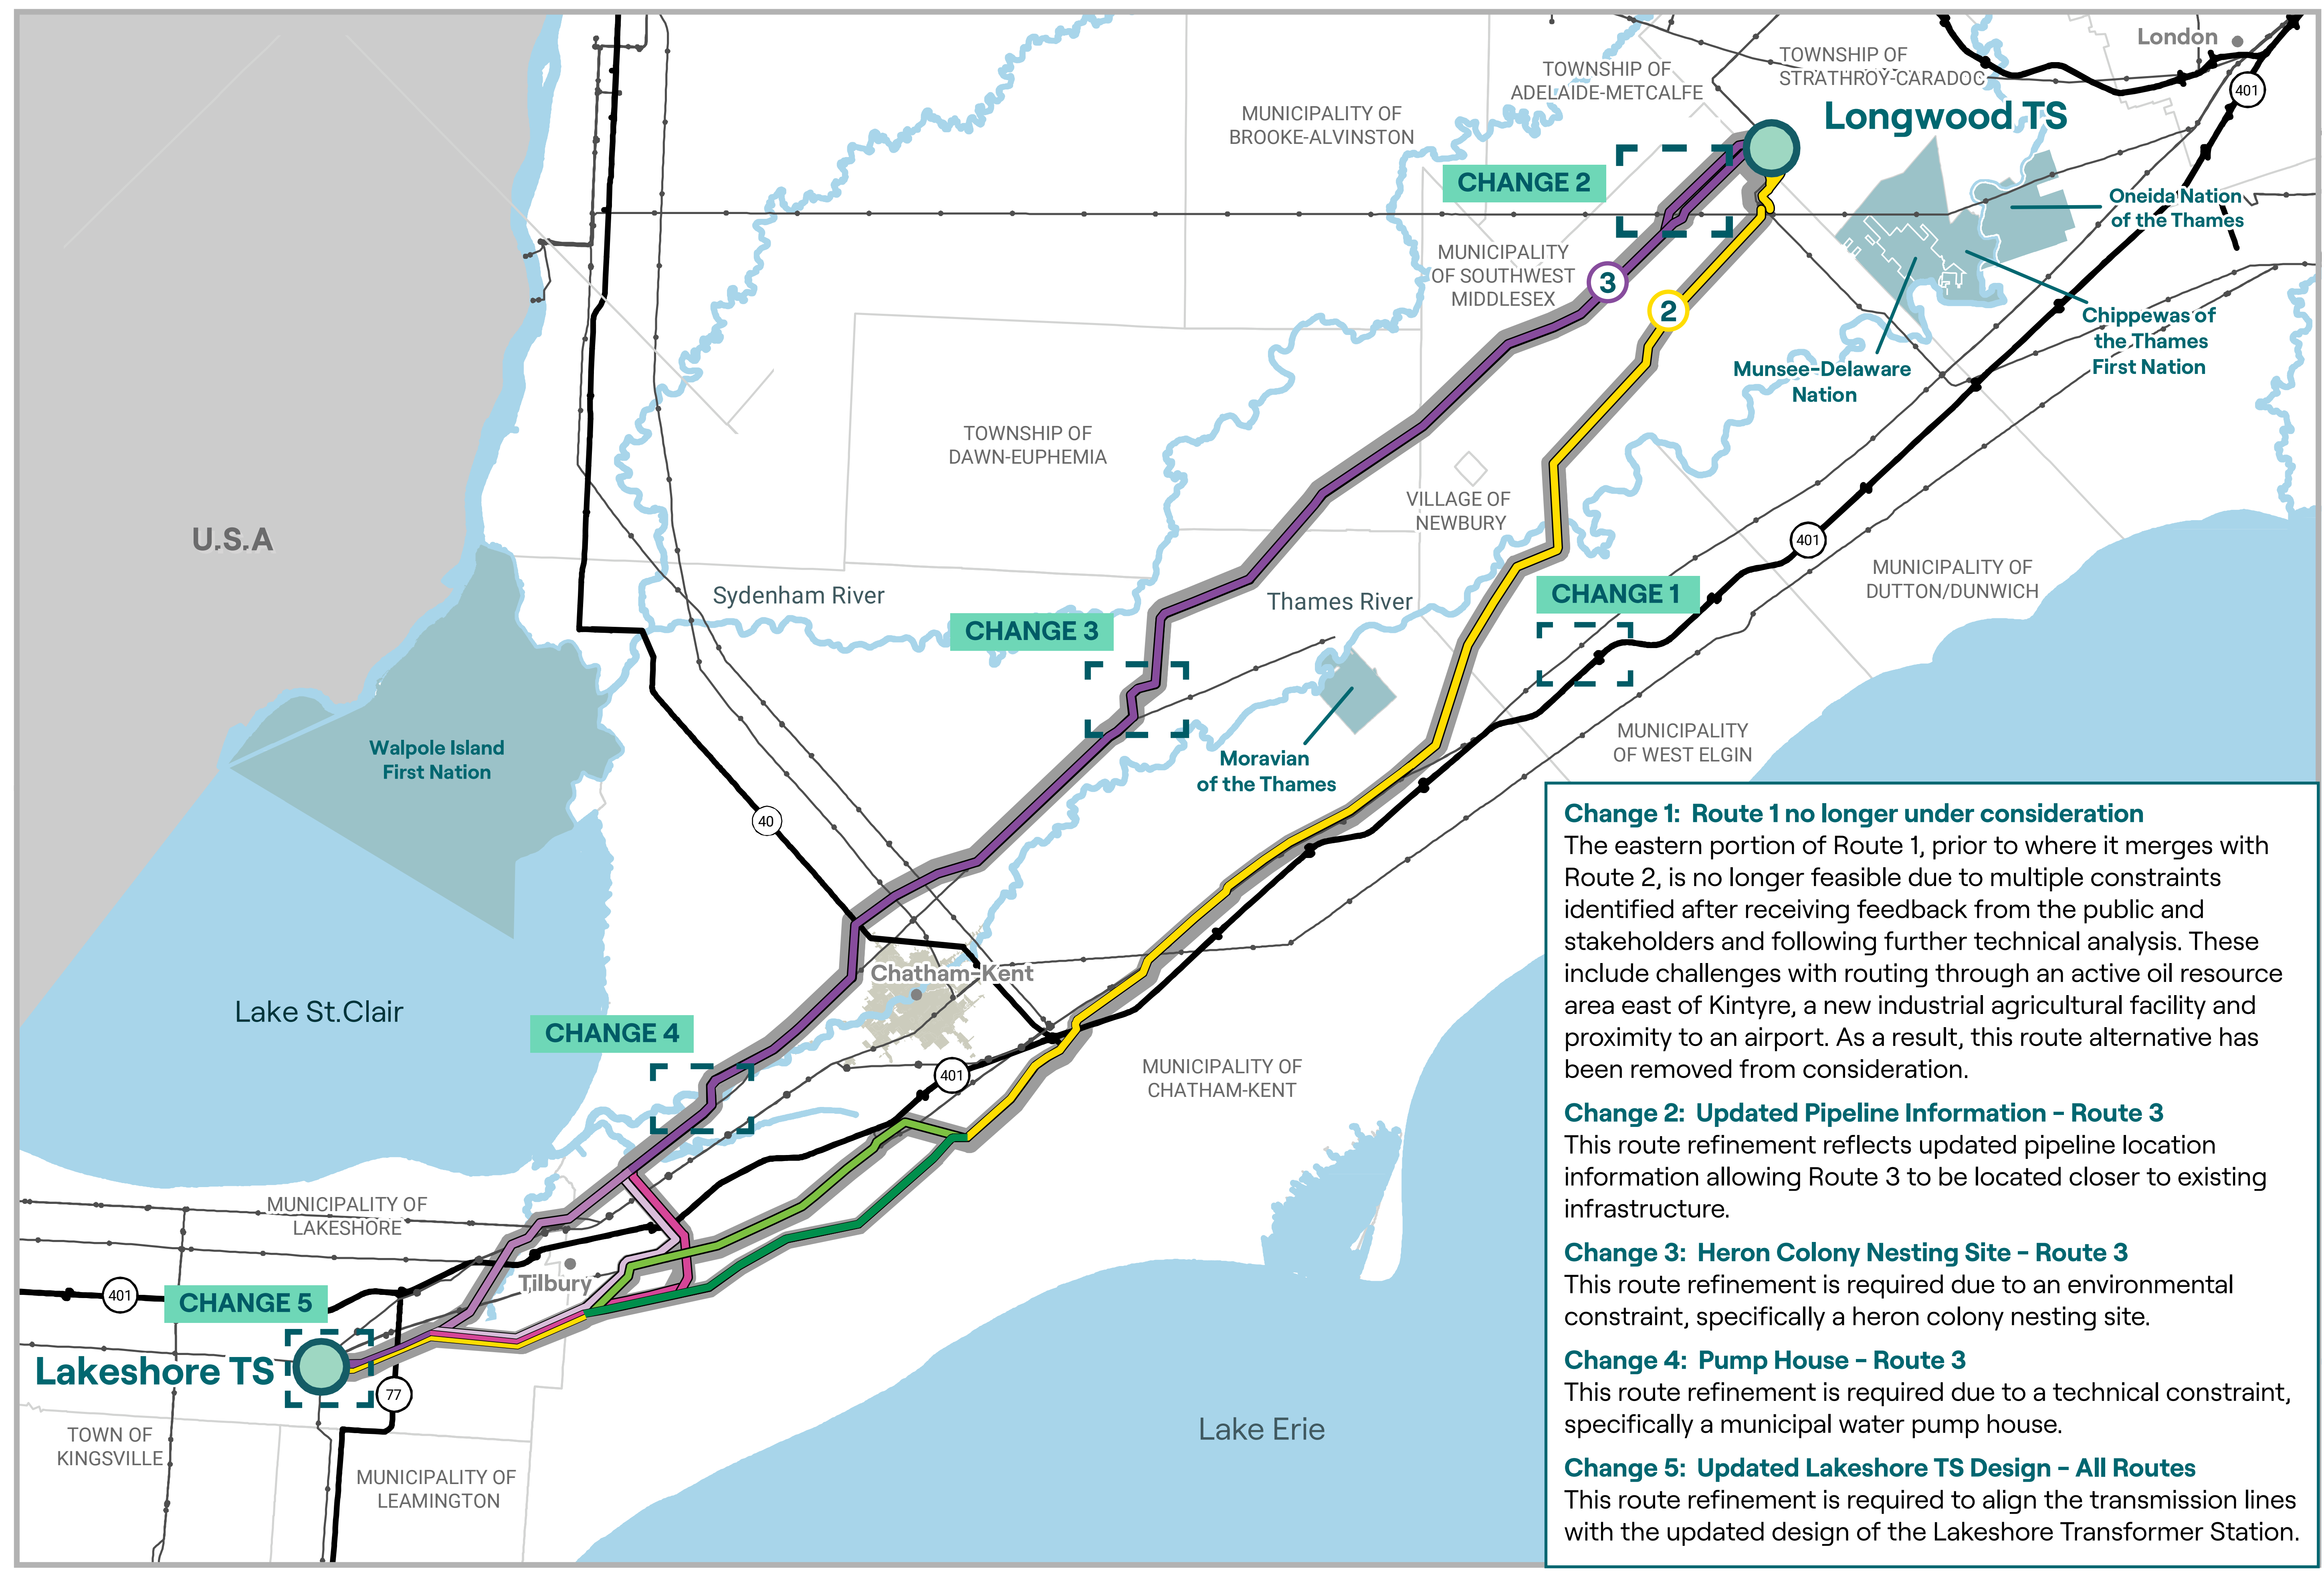 London
TOWNSHIP OF
STRATHROY-CARADOC
TOWNSHIP OF
ADELAIDE-METCALFE
401
Longwood TS
MUNICIPALITY OF
BROOKE-ALVINSTON
CHANGE 2
Oneida Nation
of the Thames
MUNICIPALITY
OF SOUTHWEST
MIDDLESEX
3
2
Chippewas of
the Thames
First Nation
Munsee-Delaware
Nation
TOWNSHIP OF
DAWN-EUPHEMIA
VILLAGE OF
NEWBURY
U.S.A
401
MUNICIPALITY OF
DUTTON/DUNWICH
Sydenham River
Thames River
CHANGE 1
CHANGE 3
Walpole Island
First Nation
MUNICIPALITY
OF WEST ELGIN
Moravian
of the Thames
40
Chatham-Kent
Lake St.Clair
CHANGE 4
401
MUNICIPALITY OF
CHATHAM-KENT
MUNICIPALITY OF
LAKESHORE
Tilbury
401
CHANGE 5
Lakeshore TS
77
TOWN OF
KINGSVILLE
MUNICIPALITY OF
LEAMINGTON
Lake Erie
Change 1: Route 1 no longer under consideration
The eastern portion of Route 1, prior to where it merges with
Route 2, is no longer feasible due to multiple constraints
identified after receiving feedback from the public and
stakeholders and following further technical analysis. These
include challenges with routing through an active oil resource
area east of Kintyre, a new industrial agricultural facility and
proximity to an airport. As a result, this route alternative has
been removed from consideration.
Change 2: Updated Pipeline Information - Route 3
This route refinement reflects updated pipeline location
information allowing Route 3 to be located closer to existing
infrastructure.
Change 3: Heron Colony Nesting Site - Route 3
This route refinement is required due to an environmental
constraint, specifically a heron colony nesting site.
Change 4: Pump House - Route 3
This route refinement is required due to a technical constraint,
specifically a municipal water pump house.
Change 5: Updated Lakeshore TS Design - All Routes
This route refinement is required to align the transmission lines
with the updated design of the Lakeshore Transformer Station.